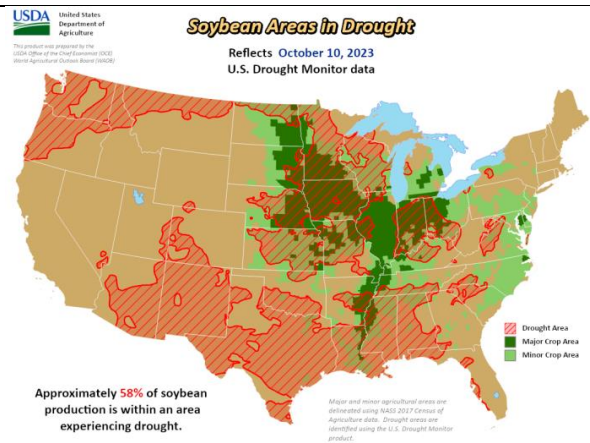 USDA
United States
Department of
Agriculture
This product was prepared by the
USDA Office of the Chief Economist (OCE)
World Agricultural Outlook Board (WAOB)
Soybean Areas in Drought
Reflects October 10, 2023
U.S. Drought Monitor data
Drought Area
Major Crop Area
Minor Crop Area
Approximately 58% of soybean
production is within an area
experiencing drought.
Major and minor agricultural areas are
delineated using NASS 2017 Census of
Agriculture data. Drought areas are
identified using the U.S. Drought Monitor
product.